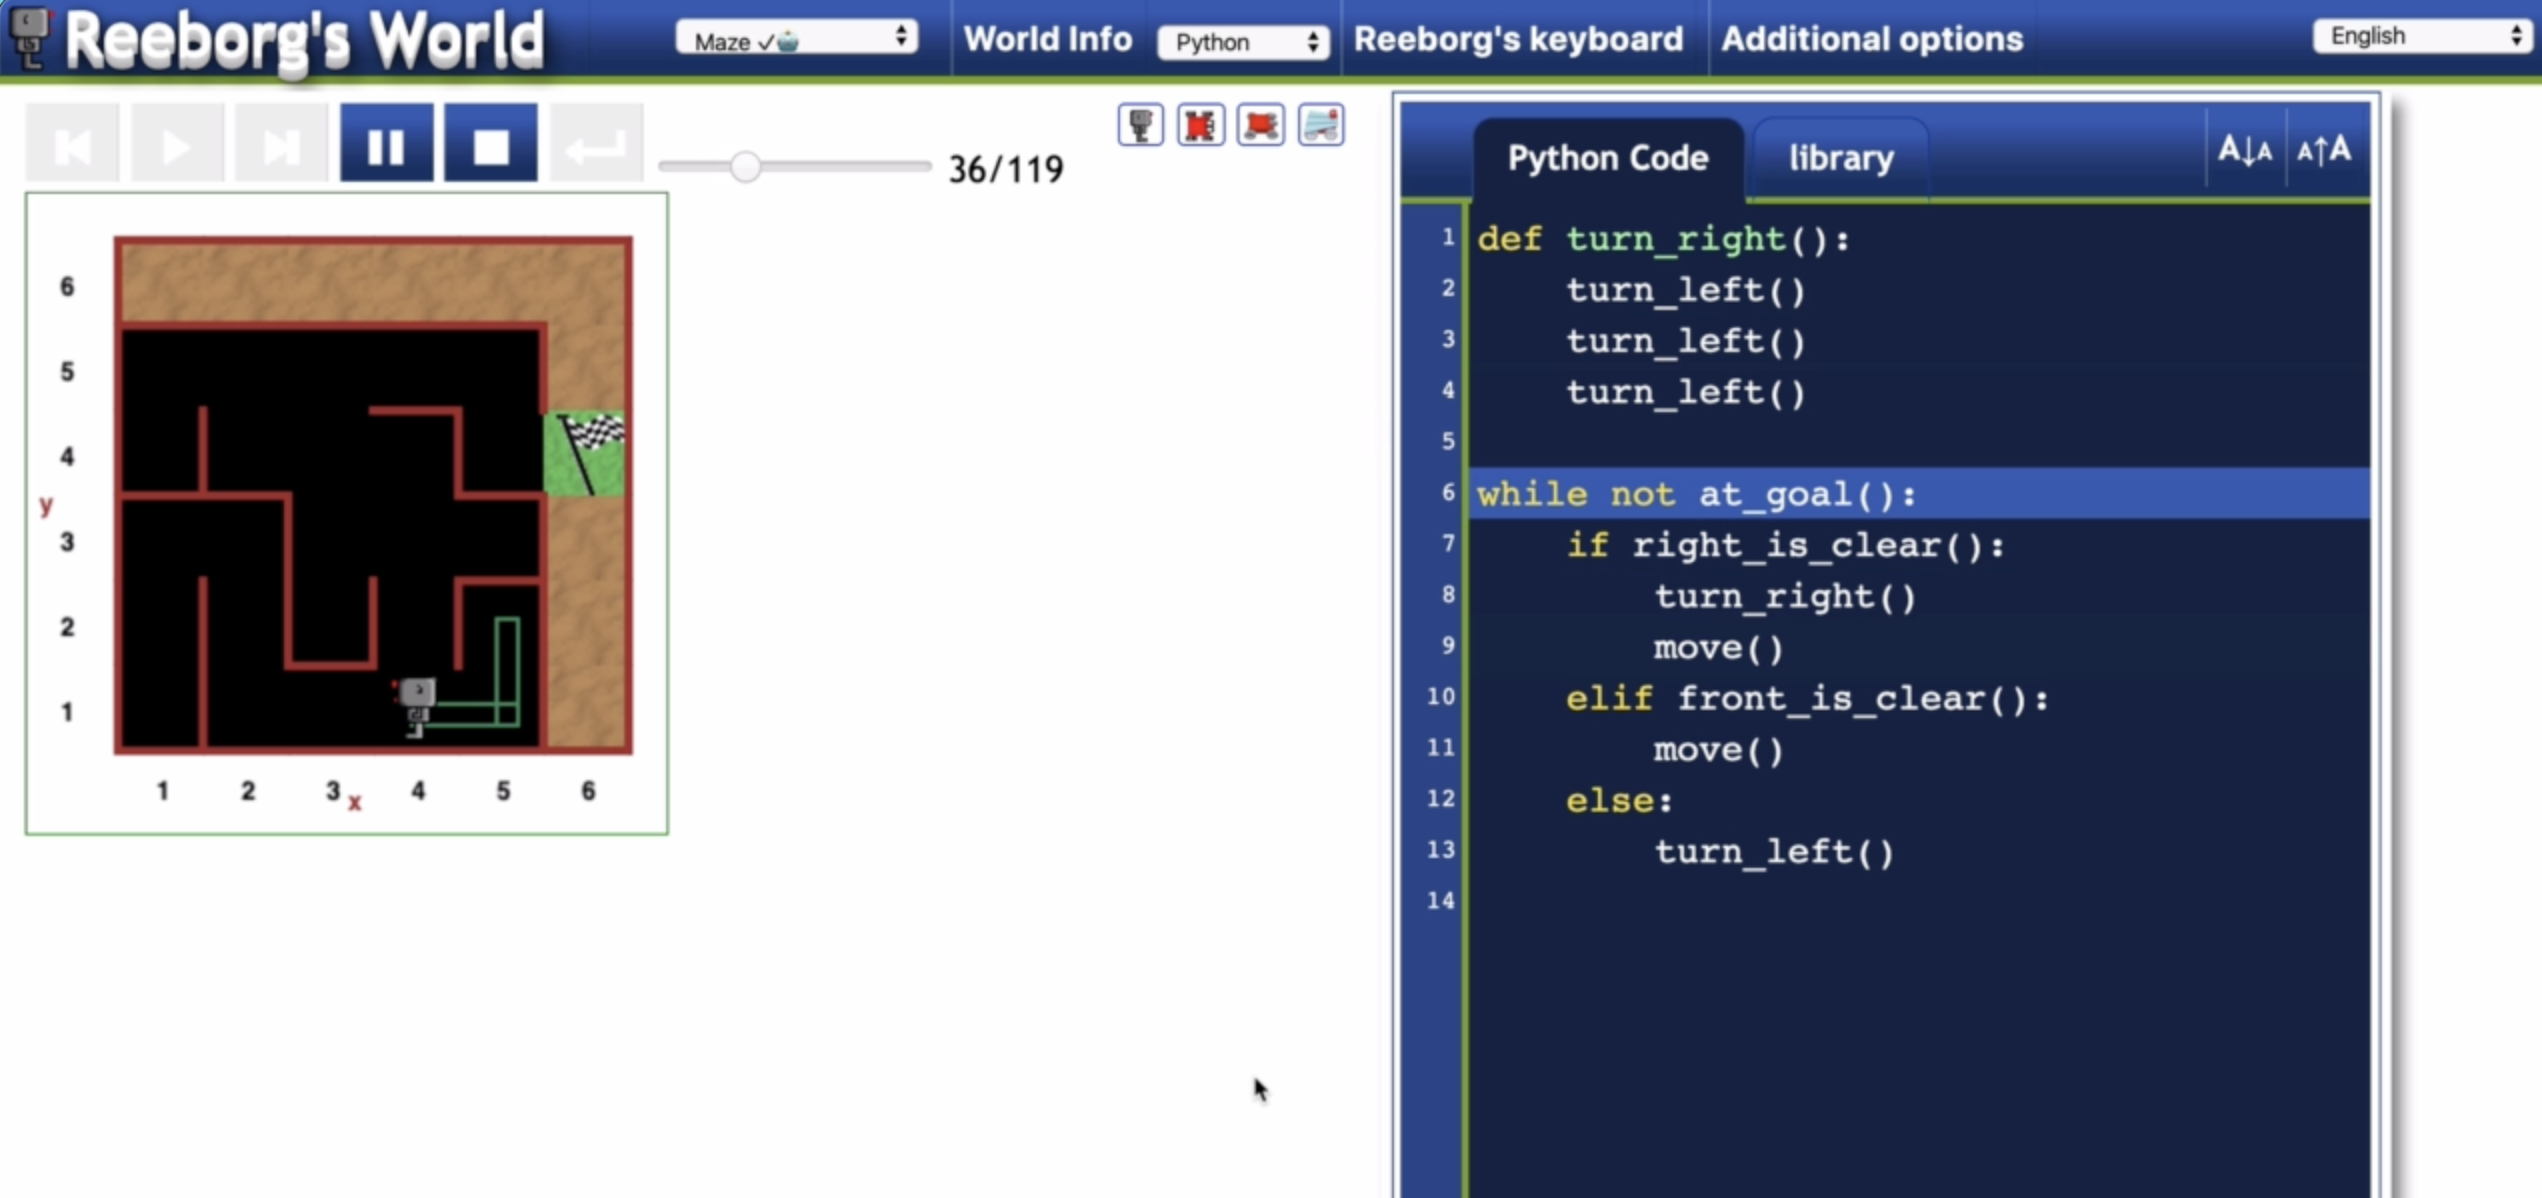 Reeborg's World
Maze ✓
World Info
Python
Reeborg's keyboard
Additional options
English
36/119
Python Code
library
A↓A
A↑A
6
5
4
y
3
2
1
1 2 3 x 4 5 6
1 def turn_right():
2     turn_left()
3     turn_left()
4     turn_left()
5
6 while not at_goal():
7     if right_is_clear():
8         turn_right()
9         move()
10     elif front_is_clear():
11         move()
12     else:
13         turn_left()
14